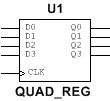 U1
D0 Q0
D1 Q1
D2 Q2
D3 Q3
CLK
QUAD_REG